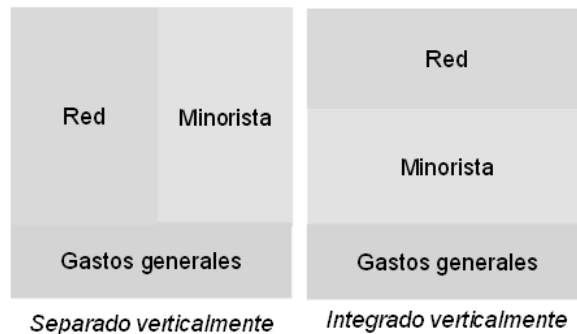 Red
Minorista
Gastos generales
Separado verticalmente
Red
Minorista
Gastos generales
Integrado verticalmente